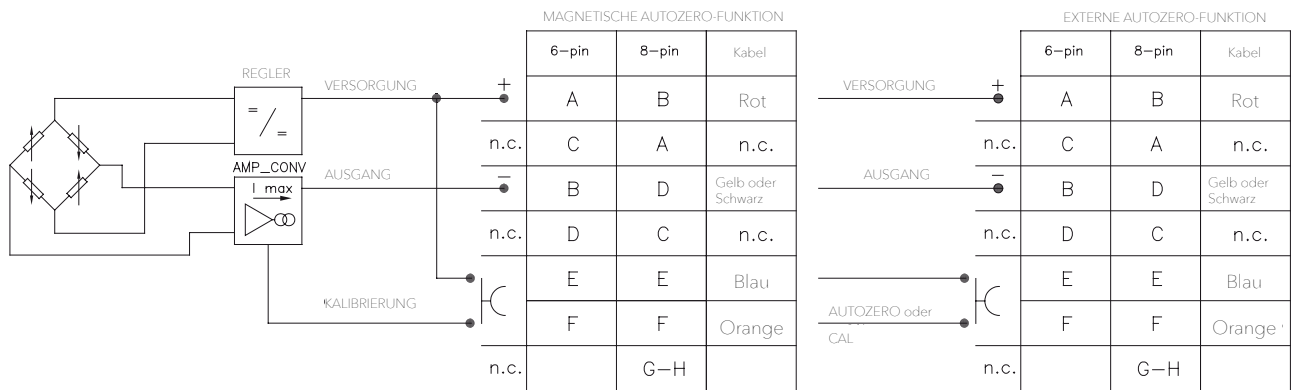 MAGNETISCHE AUTOZERO-FUNKTION
6-pin 8-pin Kabel
REGLER
VERSORGUNG + A B Rot
= / =
n.c. C A n.c.
AMP_CONV
I max
AUSGANG − B D Gelb oder
Schwarz
n.c. D C n.c.
E E Blau
KALIBRIERUNG F F Orange
n.c. G-H
EXTERNE AUTOZERO-FUNKTION
6-pin 8-pin Kabel
VERSORGUNG + A B Rot
n.c. C A n.c.
AUSGANG − B D Gelb oder
Schwarz
n.c. D C n.c.
E E Blau
AUTOZERO oder
CAL
F F Orange
n.c. G-H